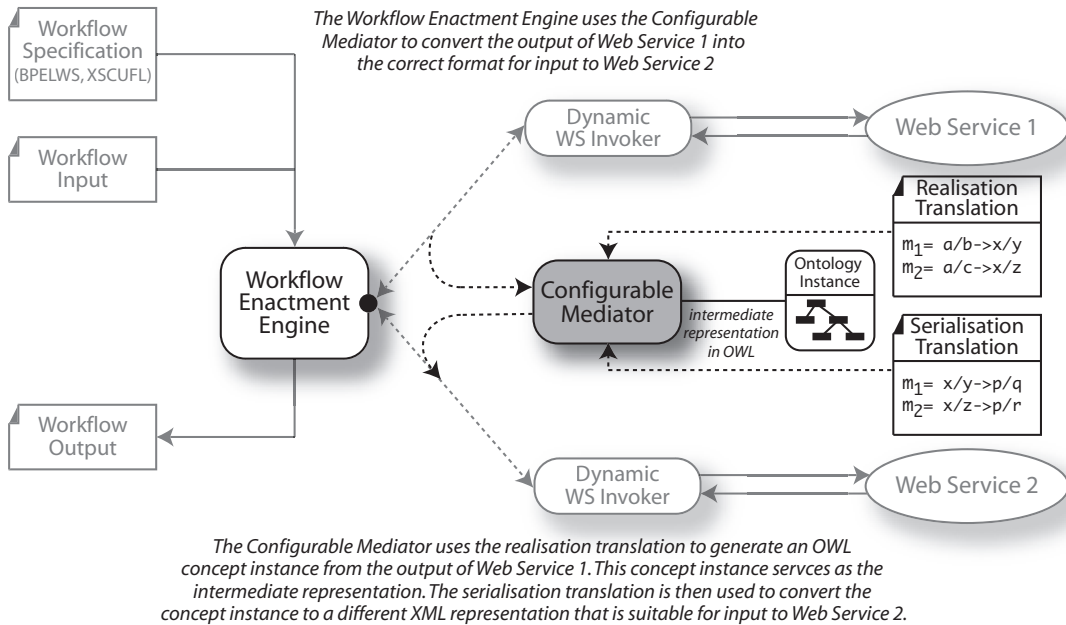 The Workflow Enactment Engine uses the Configurable
Mediator to convert the output of Web Service 1 into
the correct format for input to Web Service 2
Workflow
Specification
(BPELWS, XSCUFL)
Workflow
Input
Dynamic
WS Invoker
Web Service 1
Realisation
Translation
m1= a/b->x/y
m2= a/c->x/z
Workflow
Enactment
Engine
Configurable
Mediator
intermediate
representation
in OWL
Ontology
Instance
Serialisation
Translation
m1= x/y->p/q
m2= x/z->p/r
Workflow
Output
Dynamic
WS Invoker
Web Service 2
The Configurable Mediator uses the realisation translation to generate an OWL
concept instance from the output of Web Service 1. This concept instance servces as the
intermediate representation. The serialisation translation is then used to convert the
concept instance to a different XML representation that is suitable for input to Web Service 2.